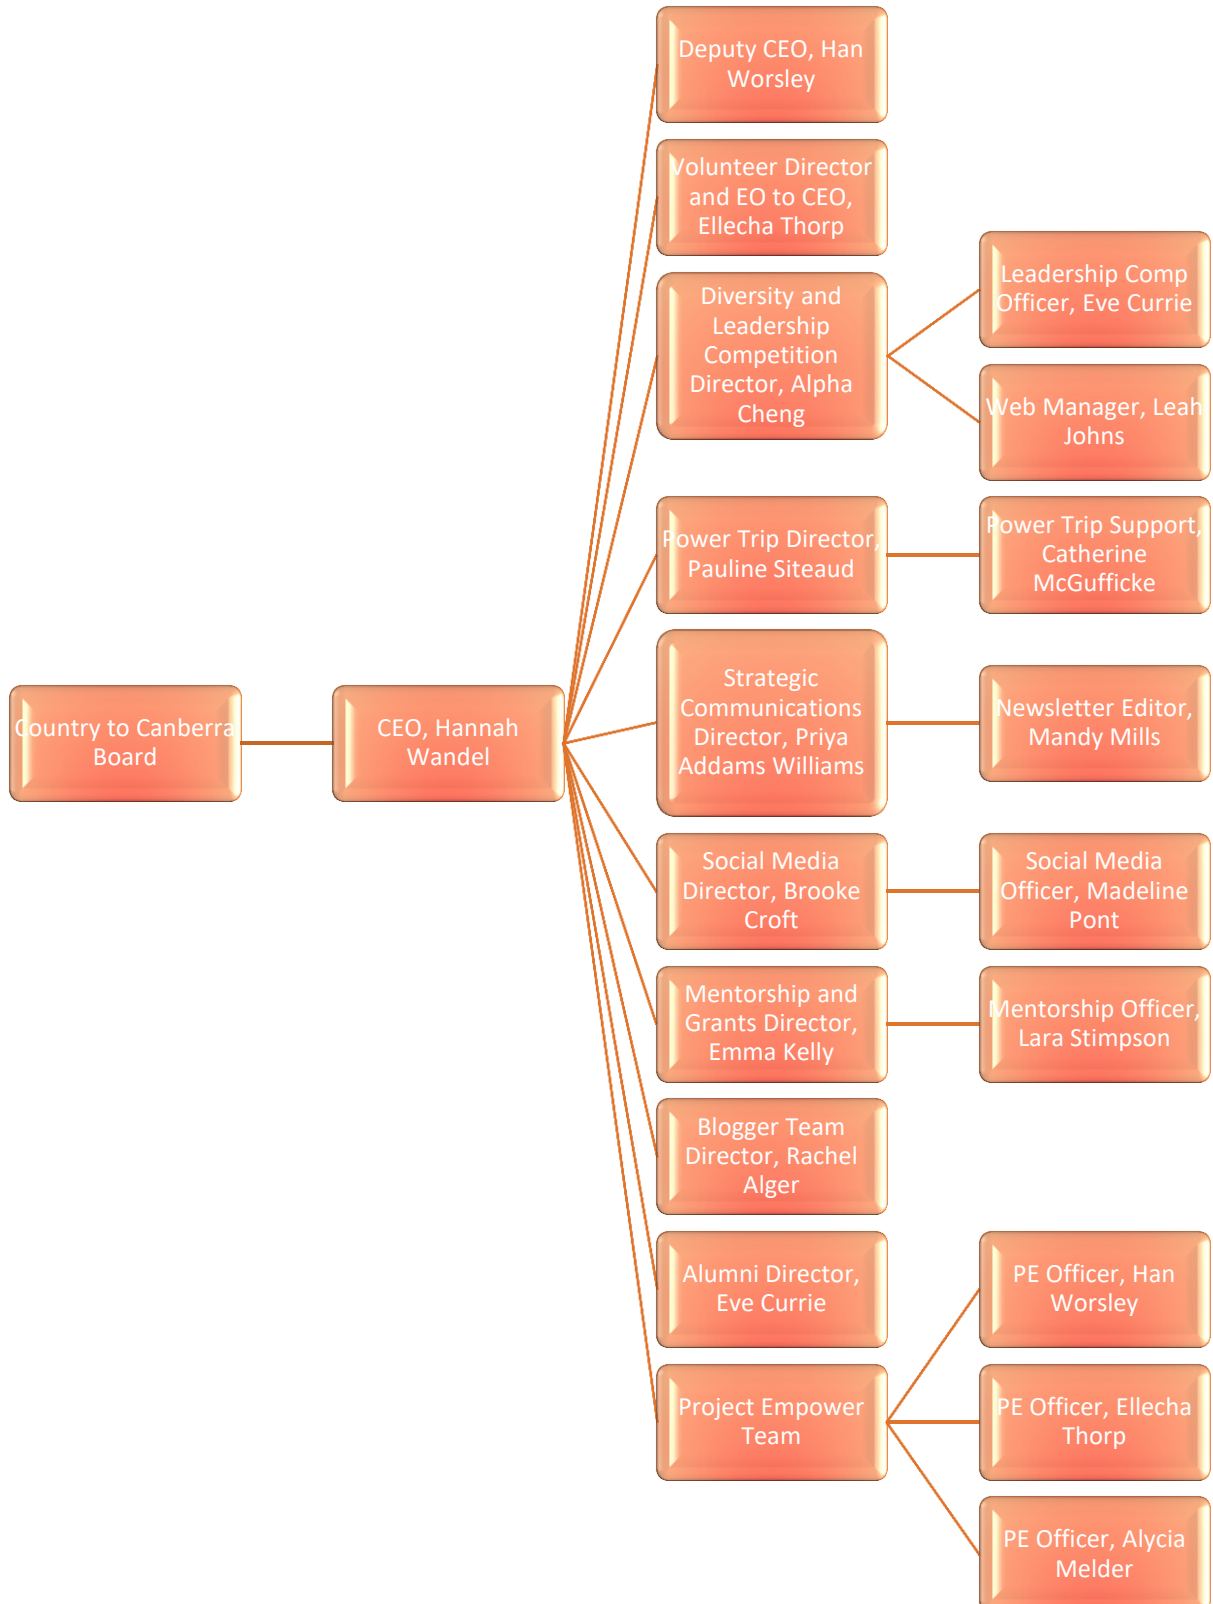 Deputy CEO, Han
Worsley
Volunteer Director
and EO to CEO,
Ellecha Thorp
Diversity and
Leadership
Competition
Director, Alpha
Cheng
Leadership Comp
Officer, Eve Currie
Web Manager, Leah
Johns
Power Trip Director,
Pauline Siteaud
Power Trip Support,
Catherine
McGufficke
Country to Canberra
Board
CEO, Hannah
Wandel
Strategic
Communications
Director, Priya
Addams Williams
Newsletter Editor,
Mandy Mills
Social Media
Director, Brooke
Croft
Social Media
Officer, Madeline
Pont
Mentorship and
Grants Director,
Emma Kelly
Mentorship Officer,
Lara Stimpson
Blogger Team
Director, Rachel
Alger
Alumni Director,
Eve Currie
Project Empower
Team
PE Officer, Han
Worsley
PE Officer, Ellecha
Thorp
PE Officer, Alycia
Melder